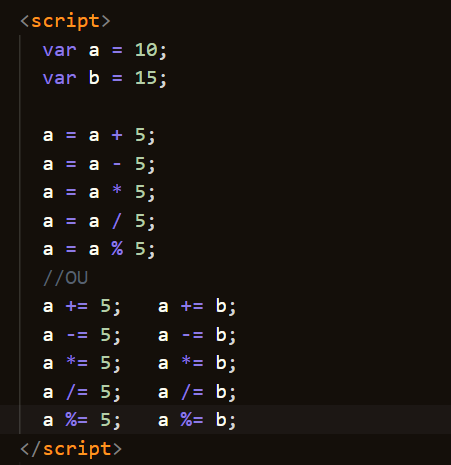 <script>
var a = 10;
var b = 15;
a = a + 5;
a = a - 5;
a = a * 5;
a = a / 5;
a = a % 5;
//OU
a += 5;   a += b;
a -= 5;   a -= b;
a *= 5;   a *= b;
a /= 5;   a /= b;
a %= 5;   a %= b;
</script>